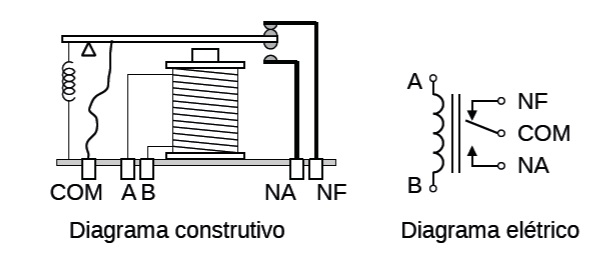 COM A B NA NF
Diagrama construtivo
A
NF
COM
NA
B
Diagrama elétrico